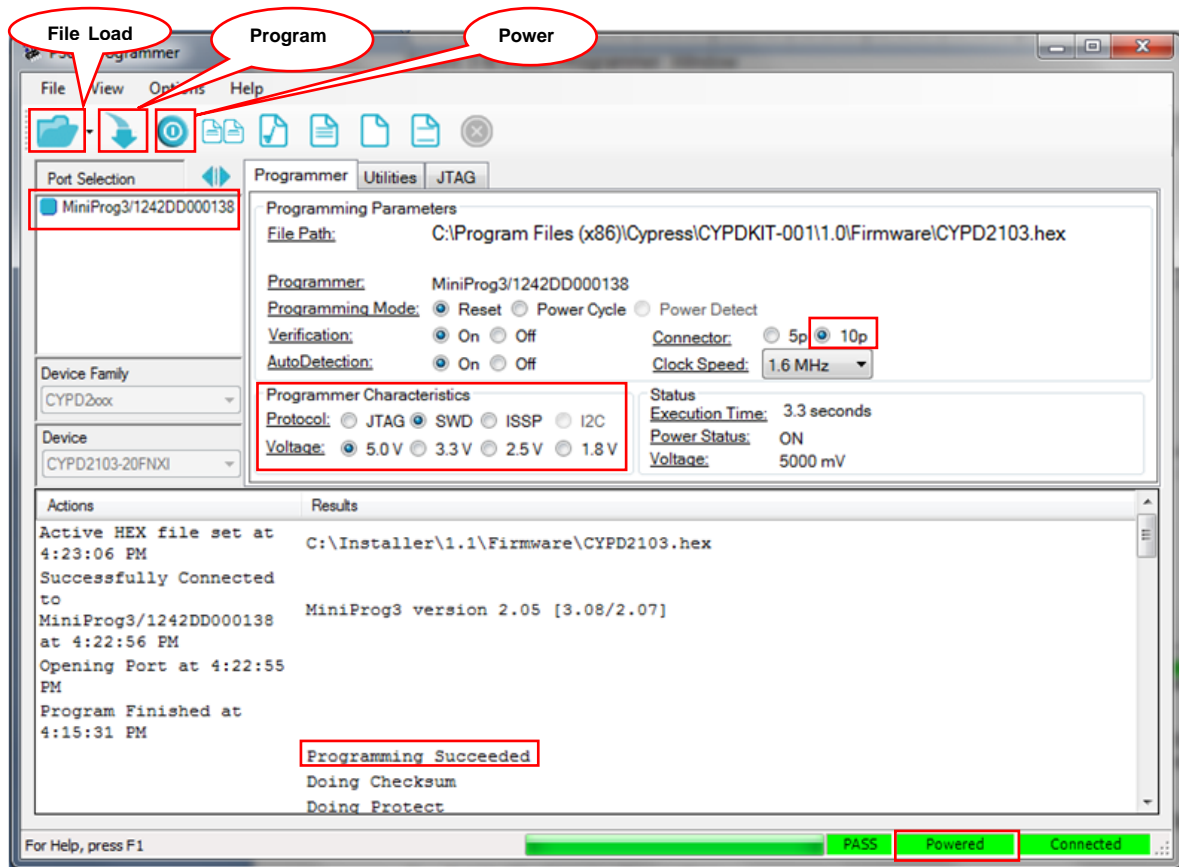 File Load
Program
Power
Programmer
File View Options Help
Port Selection
MiniProg3/1242DD000138
Programmer Utilities JTAG
Programming Parameters
File Path: C:\Program Files (x86)\Cypress\CYPDKIT-001\1.0\Firmware\CYPD2103.hex
Programmer: MiniProg3/1242DD000138
Programming Mode: Reset Power Cycle Power Detect
Verification: On Off Connector: 5p 10p
AutoDetection: On Off Clock Speed: 1.6 MHz
Device Family
CYPD2xxx
Device
CYPD2103-20FNXI
Programmer Characteristics
Protocol: JTAG SWD ISSP I2C
Voltage: 5.0 V 3.3 V 2.5 V 1.8 V
Status
Execution Time: 3.3 seconds
Power Status: ON
Voltage: 5000 mV
Actions Results
Active HEX file set at
4:23:06 PM
C:\Installer\1.1\Firmware\CYPD2103.hex
Successfully Connected
to
MiniProg3/1242DD000138
at 4:22:56 PM
MiniProg3 version 2.05 [3.08/2.07]
Opening Port at 4:22:55
PM
Program Finished at
4:15:31 PM
Programming Succeeded
Doing Checksum
Doing Protect
For Help, press F1
PASS Powered Connected